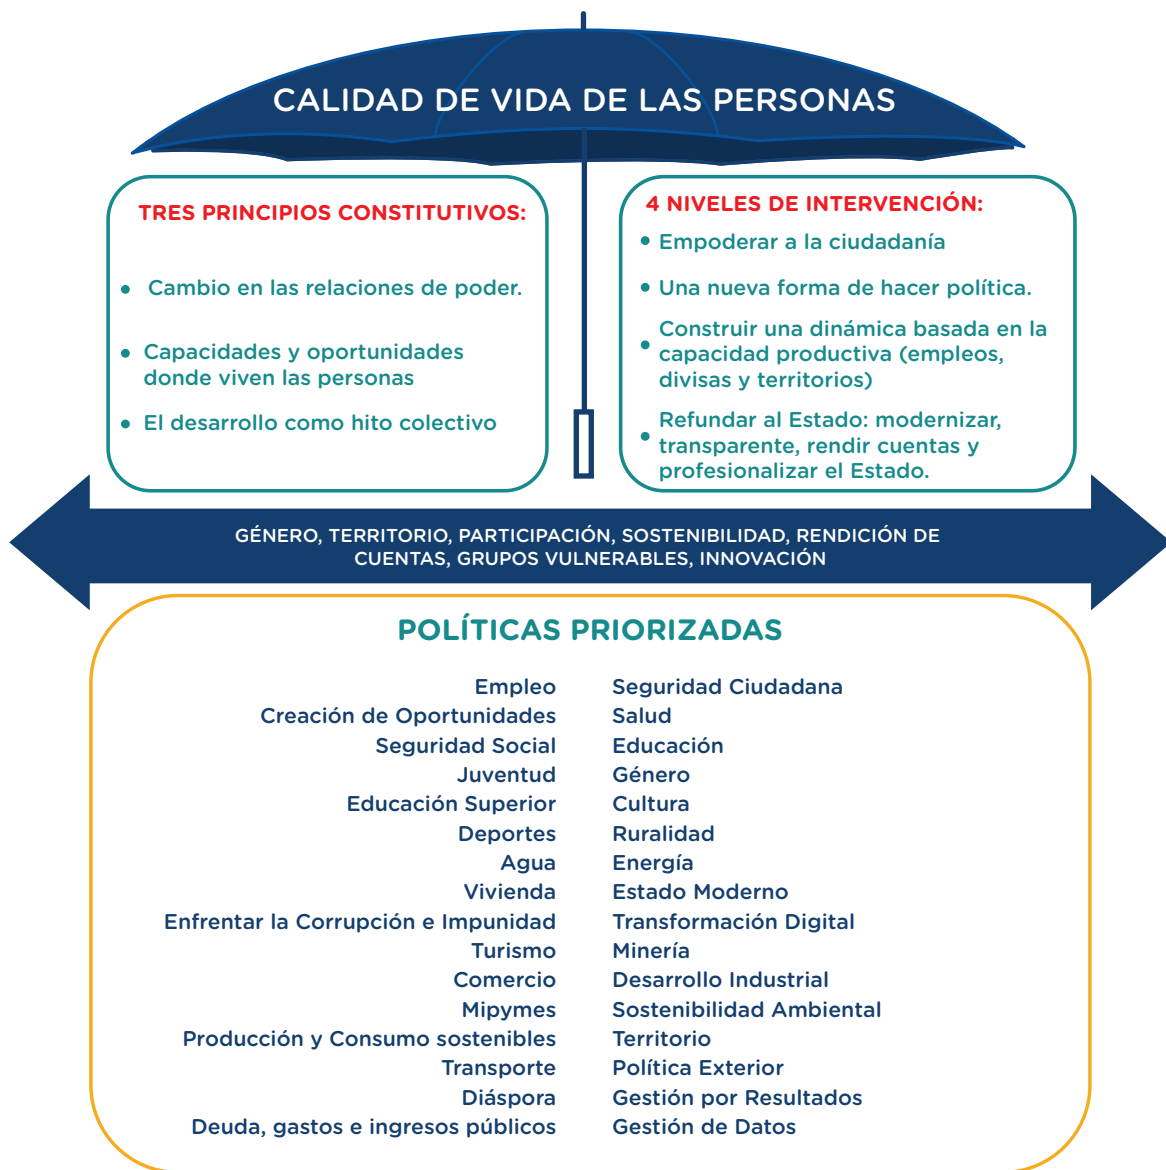 CALIDAD DE VIDA DE LAS PERSONAS
TRES PRINCIPIOS CONSTITUTIVOS:
• Cambio en las relaciones de poder.
• Capacidades y oportunidades
donde viven las personas
• El desarrollo como hito colectivo
4 NIVELES DE INTERVENCIÓN:
• Empoderar a la ciudadanía
• Una nueva forma de hacer política.
• Construir una dinámica basada en la
capacidad productiva (empleos,
divisas y territorios)
• Refundar al Estado: modernizar,
transparente, rendir cuentas y
profesionalizar el Estado.
GÉNERO, TERRITORIO, PARTICIPACIÓN, SOSTENIBILIDAD, RENDICIÓN DE
CUENTAS, GRUPOS VULNERABLES, INNOVACIÓN
POLÍTICAS PRIORIZADAS
Empleo
Creación de Oportunidades
Seguridad Social
Juventud
Educación Superior
Deportes
Agua
Vivienda
Enfrentar la Corrupción e Impunidad
Turismo
Comercio
Mipymes
Producción y Consumo sostenibles
Transporte
Diáspora
Deuda, gastos e ingresos públicos
Seguridad Ciudadana
Salud
Educación
Género
Cultura
Ruralidad
Energía
Estado Moderno
Transformación Digital
Minería
Desarrollo Industrial
Sostenibilidad Ambiental
Territorio
Política Exterior
Gestión por Resultados
Gestión de Datos